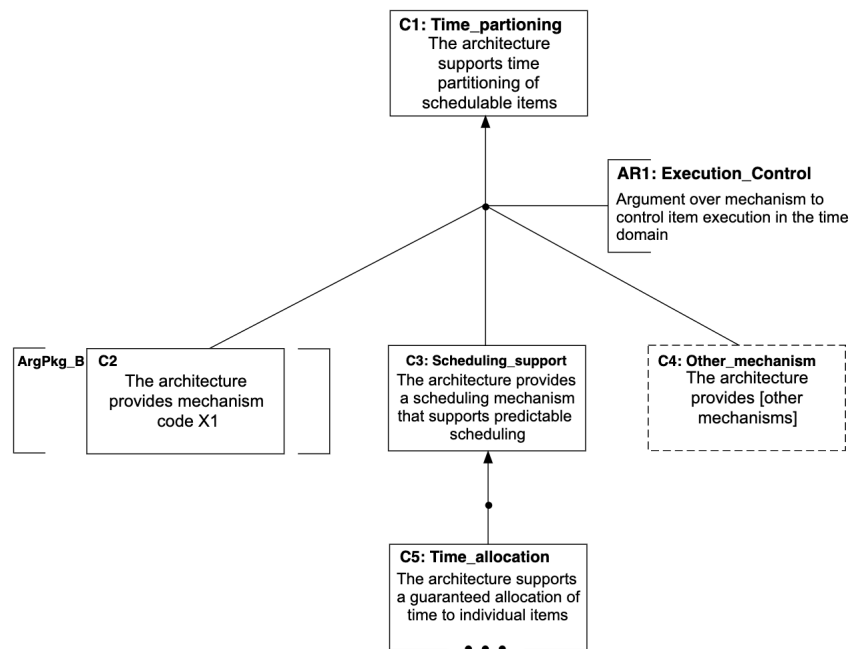 C1: Time_partioning
The architecture
supports time
partitioning of
schedulable items
AR1: Execution_Control
Argument over mechanism to
control item execution in the time
domain
ArgPkg_B
C2
The architecture
provides mechanism
code X1
C3: Scheduling_support
The architecture provides
a scheduling mechanism
that supports predictable
scheduling
C4: Other_mechanism
The architecture
provides [other
mechanisms]
C5: Time_allocation
The architecture supports
a guaranteed allocation of
time to individual items